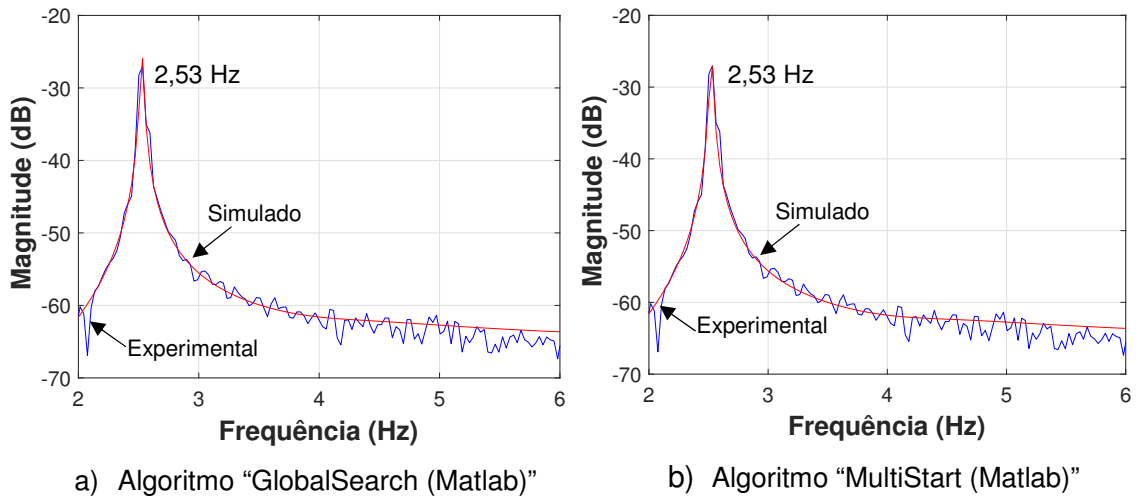 -20
-30
-40
-50
-60
-70
2
3
4
5
6
Magnitude (dB)
Frequência (Hz)
2,53 Hz
Simulado
Experimental
a) Algoritmo “GlobalSearch (Matlab)”
-20
-30
-40
-50
-60
-70
2
3
4
5
6
Magnitude (dB)
Frequência (Hz)
2,53 Hz
Simulado
Experimental
b) Algoritmo “MultiStart (Matlab)”